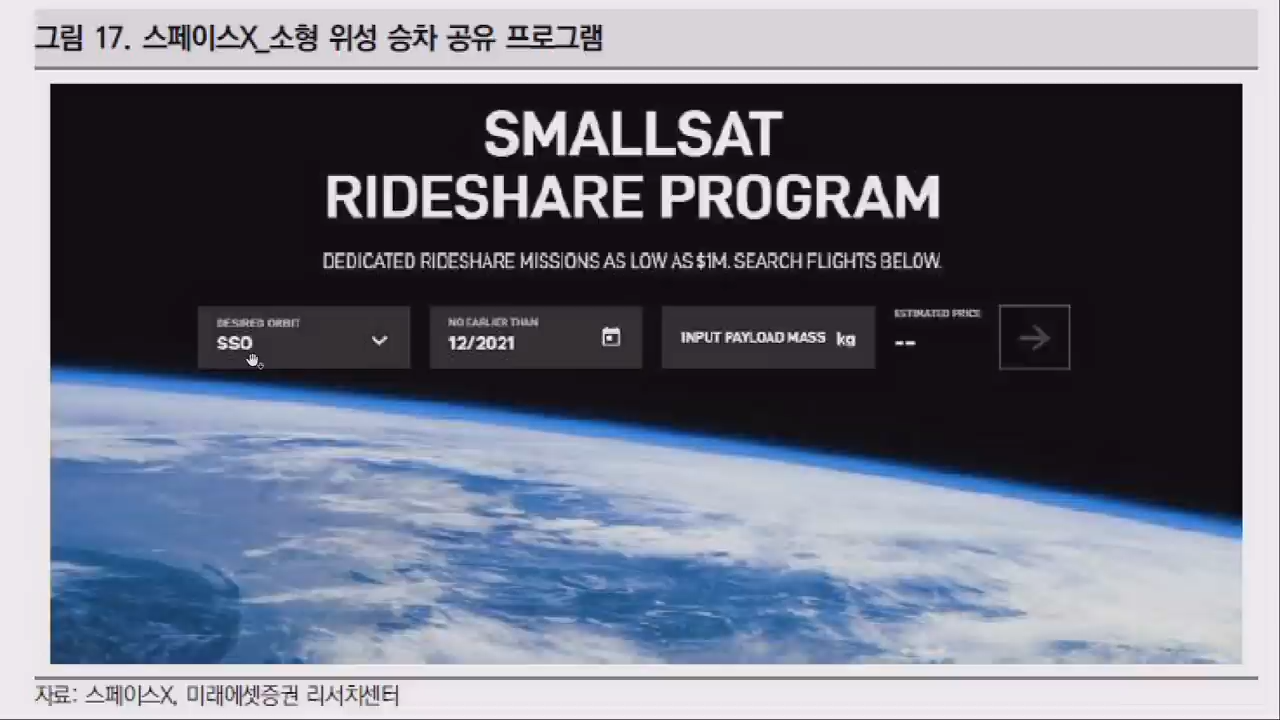 그림 17. 스페이스X_소형 위성 승차 공유 프로그램
SMALLSAT
RIDESHARE PROGRAM
DEDICATED RIDESHARE MISSIONS AS LOW AS $1M. SEARCH FLIGHTS BELOW.
DESIRED ORBIT
SSO
NO EARLIER THAN
12/2021
INPUT PAYLOAD MASS kg
ESTIMATED PRICE
--
자료: 스페이스X, 미래에셋증권 리서치센터